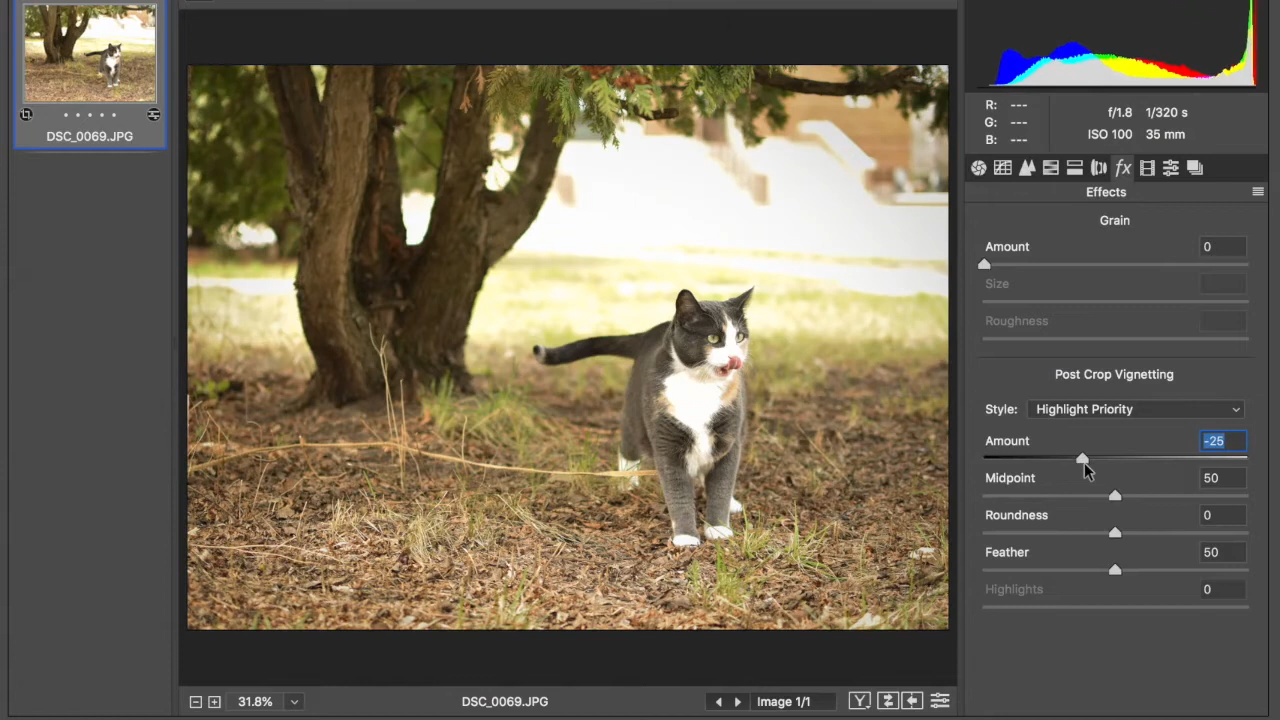 DSC_0069.JPG
R: ---
G: ---
B: ---
f/1.8 1/320 s
ISO 100 35 mm
fx
Effects
Grain
Amount 0
Size
Roughness
Post Crop Vignetting
Style: Highlight Priority
Amount -25
Midpoint 50
Roundness 0
Feather 50
Highlights 0
31.8%
DSC_0069.JPG
Image 1/1
Y